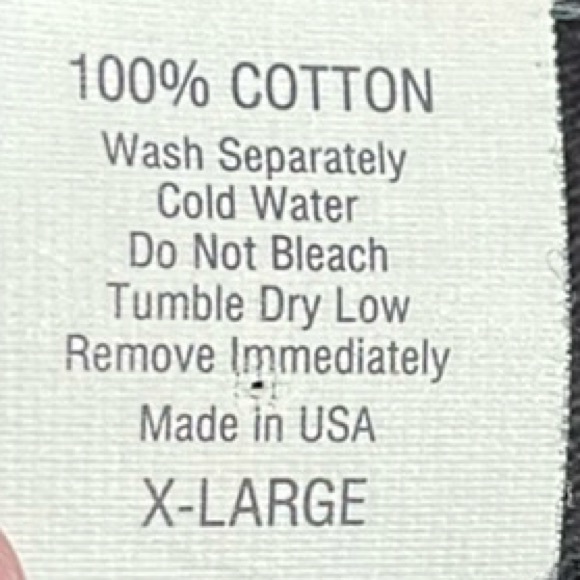 100% COTTON
Wash Separately
Cold Water
Do Not Bleach
Tumble Dry Low
Remove Immediately
Made in USA
X-LARGE